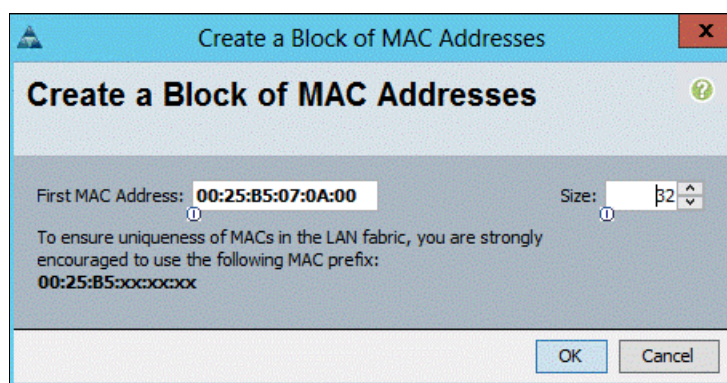 Create a Block of MAC Addresses
x
Create a Block of MAC Addresses
?
First MAC Address: 00:25:B5:07:0A:00 Size: 32
To ensure uniqueness of MACs in the LAN fabric, you are strongly
encouraged to use the following MAC prefix:
00:25:B5:xx:xx:xx
OK Cancel